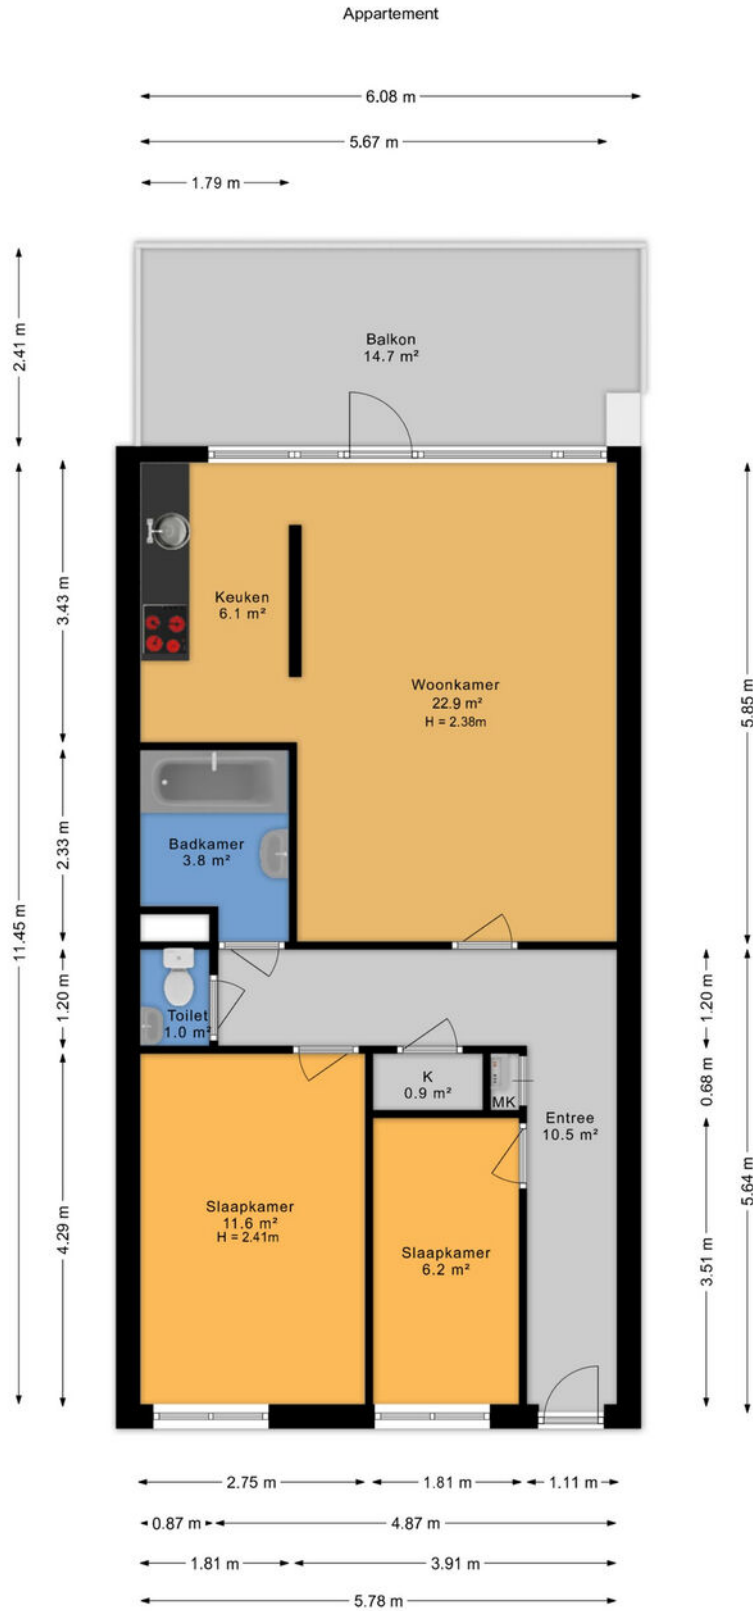 Appartement
6.08 m
5.67 m
1.79 m
2.41 m
Balkon
14.7 m²
3.43 m
Keuken
6.1 m²
Woonkamer
22.9 m²
H = 2.38m
5.85 m
2.33 m
Badkamer
3.8 m²
11.45 m
1.20 m
Toilet
1.0 m²
1.20 m
K
0.9 m²
MK
0.68 m
Entree
10.5 m²
5.64 m
4.29 m
Slaapkamer
11.6 m²
H = 2.41m
Slaapkamer
6.2 m²
3.51 m
2.75 m
1.81 m
1.11 m
0.87 m
4.87 m
1.81 m
3.91 m
5.78 m